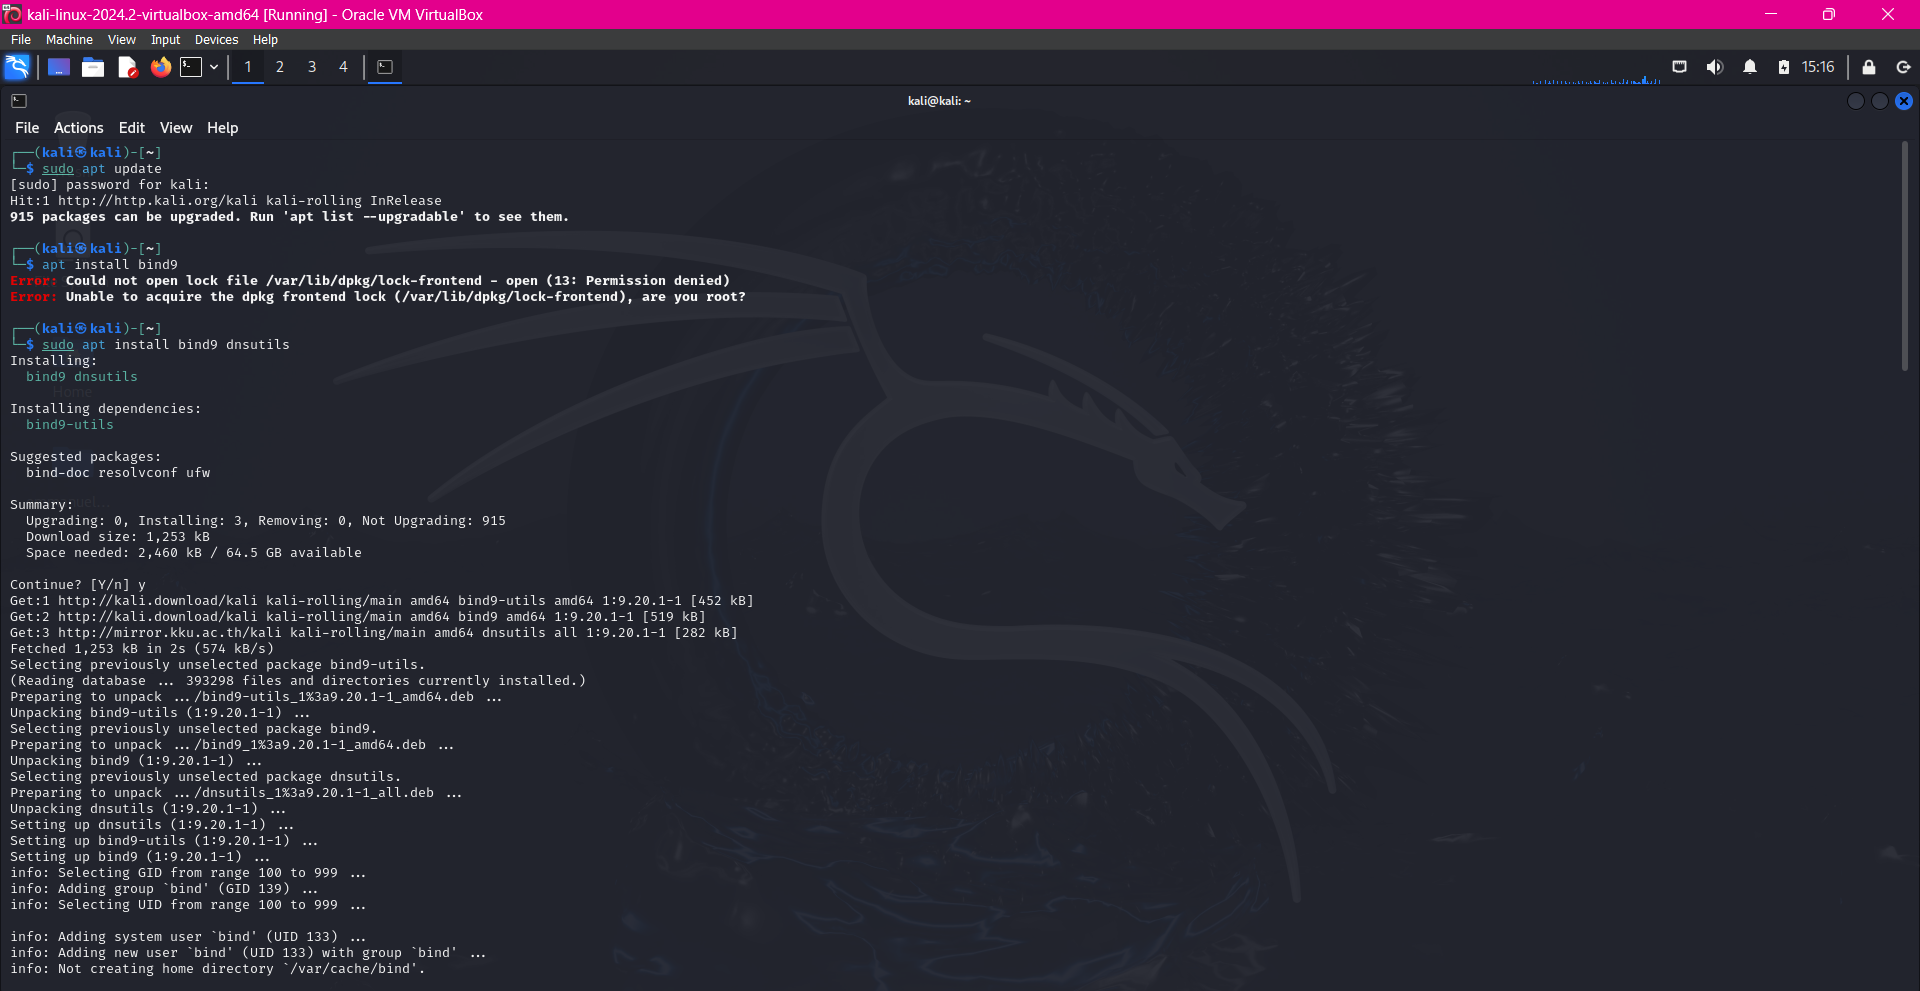 kali-linux-2024.2-virtualbox-amd64 [Running] - Oracle VM VirtualBox
File Machine View Input Devices Help
1 2 3 4
15:16
kali@kali: ~
File Actions Edit View Help
┌──(kali㉿kali)-[~]
└─$ sudo apt update
[sudo] password for kali:
Hit:1 http://http.kali.org/kali kali-rolling InRelease
915 packages can be upgraded. Run 'apt list --upgradable' to see them.
┌──(kali㉿kali)-[~]
└─$ apt install bind9
Error: Could not open lock file /var/lib/dpkg/lock-frontend - open (13: Permission denied)
Error: Unable to acquire the dpkg frontend lock (/var/lib/dpkg/lock-frontend), are you root?
┌──(kali㉿kali)-[~]
└─$ sudo apt install bind9 dnsutils
Installing:
bind9 dnsutils
Home
Installing dependencies:
bind9-utils
Suggested packages:
bind-doc resolvconf ufw
Summary:
Upgrading: 0, Installing: 3, Removing: 0, Not Upgrading: 915
Download size: 1,253 kB
Space needed: 2,460 kB / 64.5 GB available
Continue? [Y/n] y
Get:1 http://kali.download/kali kali-rolling/main amd64 bind9-utils amd64 1:9.20.1-1 [452 kB]
Get:2 http://kali.download/kali kali-rolling/main amd64 bind9 amd64 1:9.20.1-1 [519 kB]
Get:3 http://mirror.kku.ac.th/kali kali-rolling/main amd64 dnsutils all 1:9.20.1-1 [282 kB]
Fetched 1,253 kB in 2s (574 kB/s)
Selecting previously unselected package bind9-utils.
(Reading database ... 393298 files and directories currently installed.)
Preparing to unpack .../bind9-utils_1%3a9.20.1-1_amd64.deb ...
Unpacking bind9-utils (1:9.20.1-1) ...
Selecting previously unselected package bind9.
Preparing to unpack .../bind9_1%3a9.20.1-1_amd64.deb ...
Unpacking bind9 (1:9.20.1-1) ...
Selecting previously unselected package dnsutils.
Preparing to unpack .../dnsutils_1%3a9.20.1-1_all.deb ...
Unpacking dnsutils (1:9.20.1-1) ...
Setting up dnsutils (1:9.20.1-1) ...
Setting up bind9-utils (1:9.20.1-1) ...
Setting up bind9 (1:9.20.1-1) ...
info: Selecting GID from range 100 to 999 ...
info: Adding group `bind' (GID 139) ...
info: Selecting UID from range 100 to 999 ...
info: Adding system user `bind' (UID 133) ...
info: Adding new user `bind' (UID 133) with group `bind' ...
info: Not creating home directory `/var/cache/bind'.